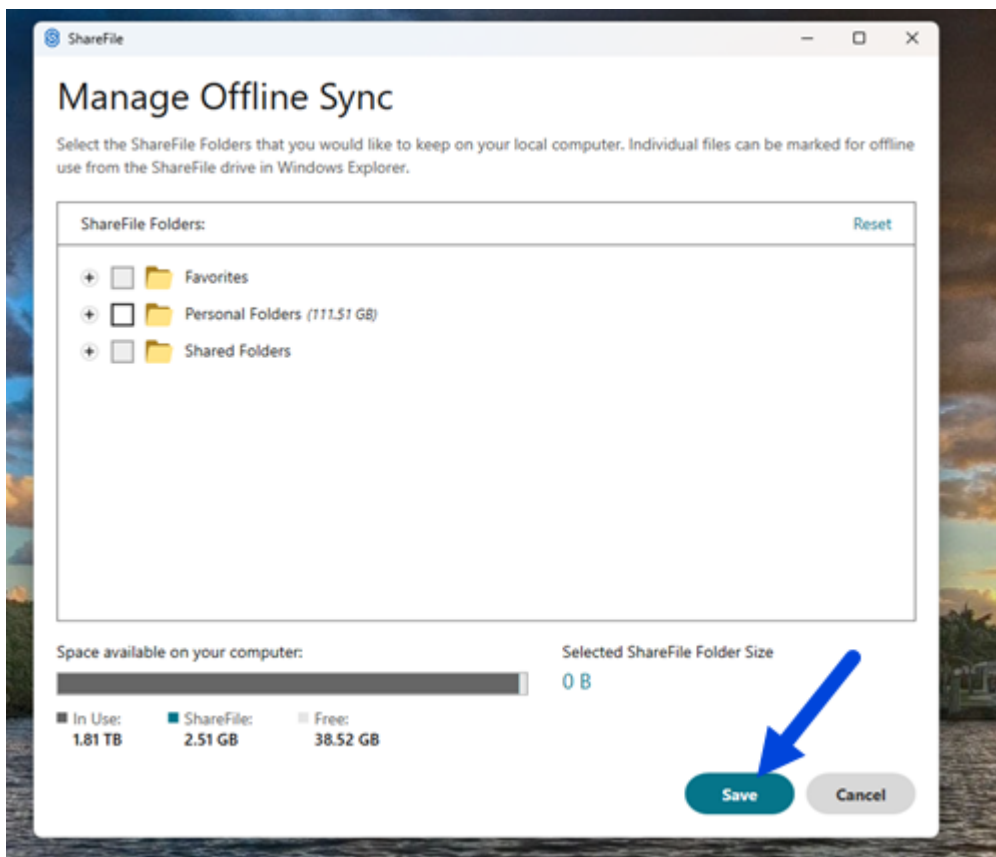 ShareFile
Manage Offline Sync
Select the ShareFile Folders that you would like to keep on your local computer. Individual files can be marked for offline
use from the ShareFile drive in Windows Explorer.
ShareFile Folders:
Reset
Favorites
Personal Folders (111.51 GB)
Shared Folders
Space available on your computer:
Selected ShareFile Folder Size
0 B
In Use:
ShareFile:
Free:
1.81 TB
2.51 GB
38.52 GB
Save
Cancel